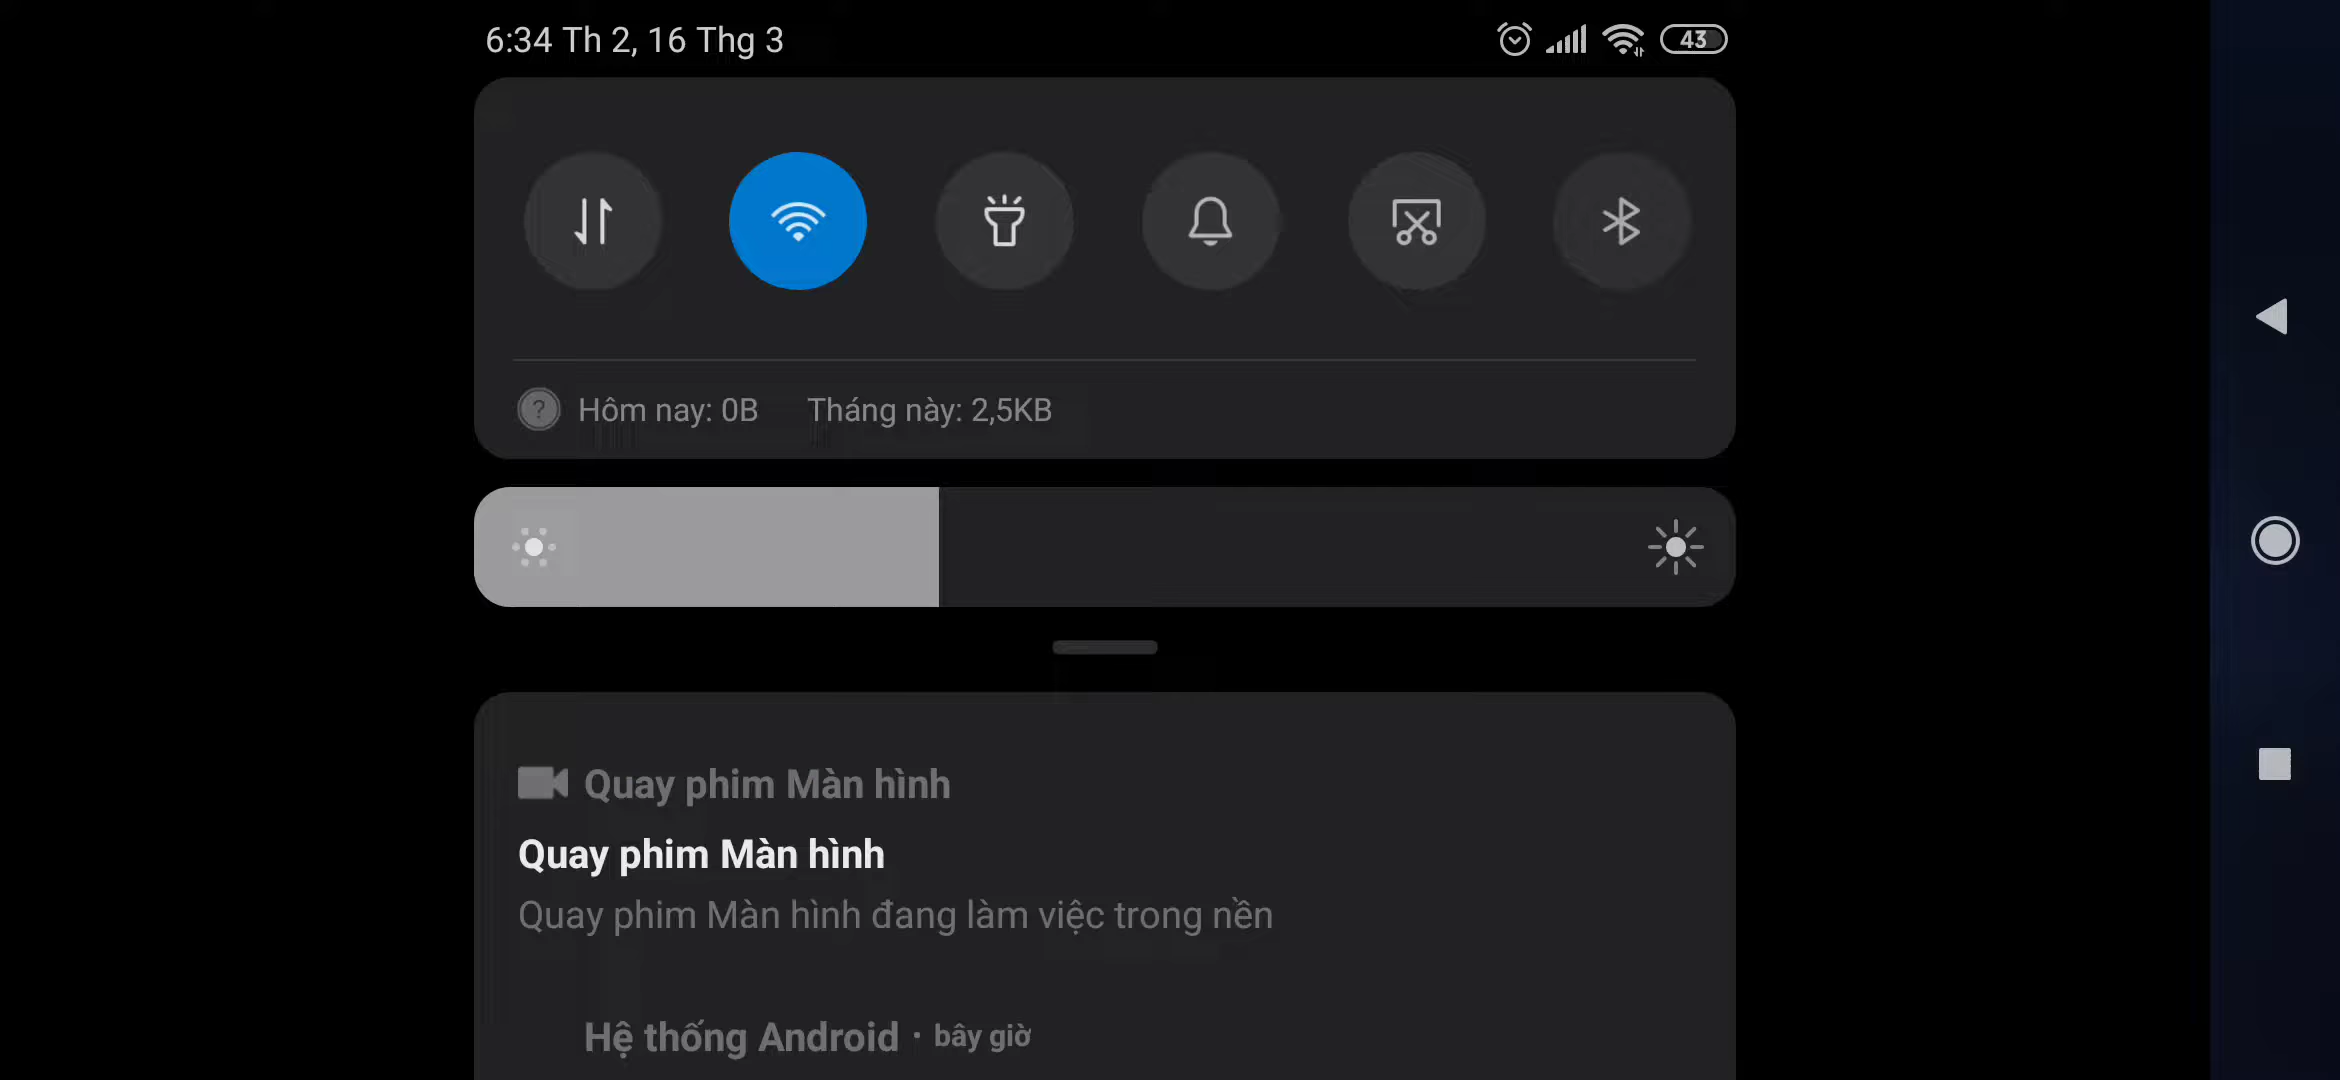 6:34 Th 2, 16 Thg 3
43
Hôm nay: 0B Tháng này: 2,5KB
Quay phim Màn hình
Quay phim Màn hình
Quay phim Màn hình đang làm việc trong nền
Hệ thống Android · bây giờ